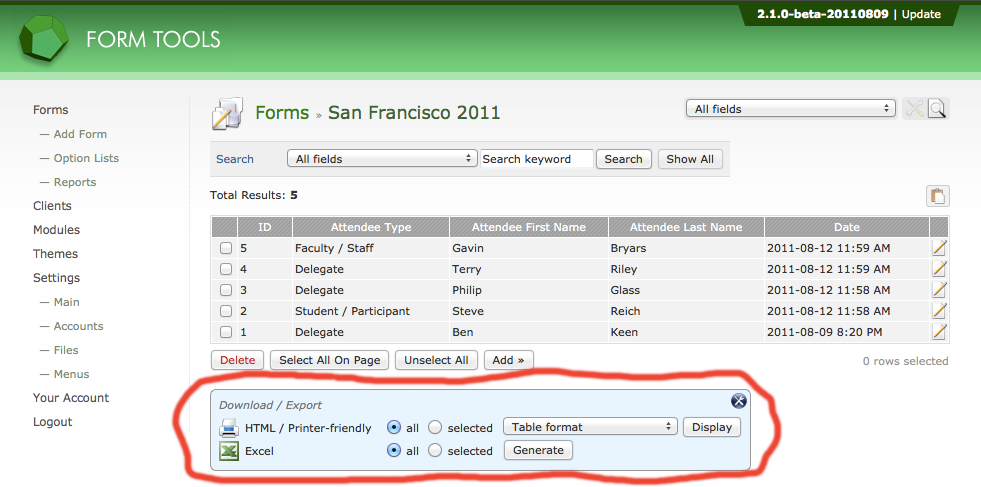 2.1.0-beta-20110809 | Update
FORM TOOLS
Forms
— Add Form
— Option Lists
— Reports
Clients
Modules
Themes
Settings
— Main
— Accounts
— Files
— Menus
Your Account
Logout
Forms » San Francisco 2011
All fields
Search All fields Search keyword Search Show All
Total Results: 5
ID Attendee Type Attendee First Name Attendee Last Name Date
5 Faculty / Staff Gavin Bryars 2011-08-12 11:59 AM
4 Delegate Terry Riley 2011-08-12 11:59 AM
3 Delegate Philip Glass 2011-08-12 11:58 AM
2 Student / Participant Steve Reich 2011-08-12 11:58 AM
1 Delegate Ben Keen 2011-08-09 8:20 PM
Delete Select All On Page Unselect All Add » 0 rows selected
Download / Export
HTML / Printer-friendly all selected Table format Display
Excel all selected Generate